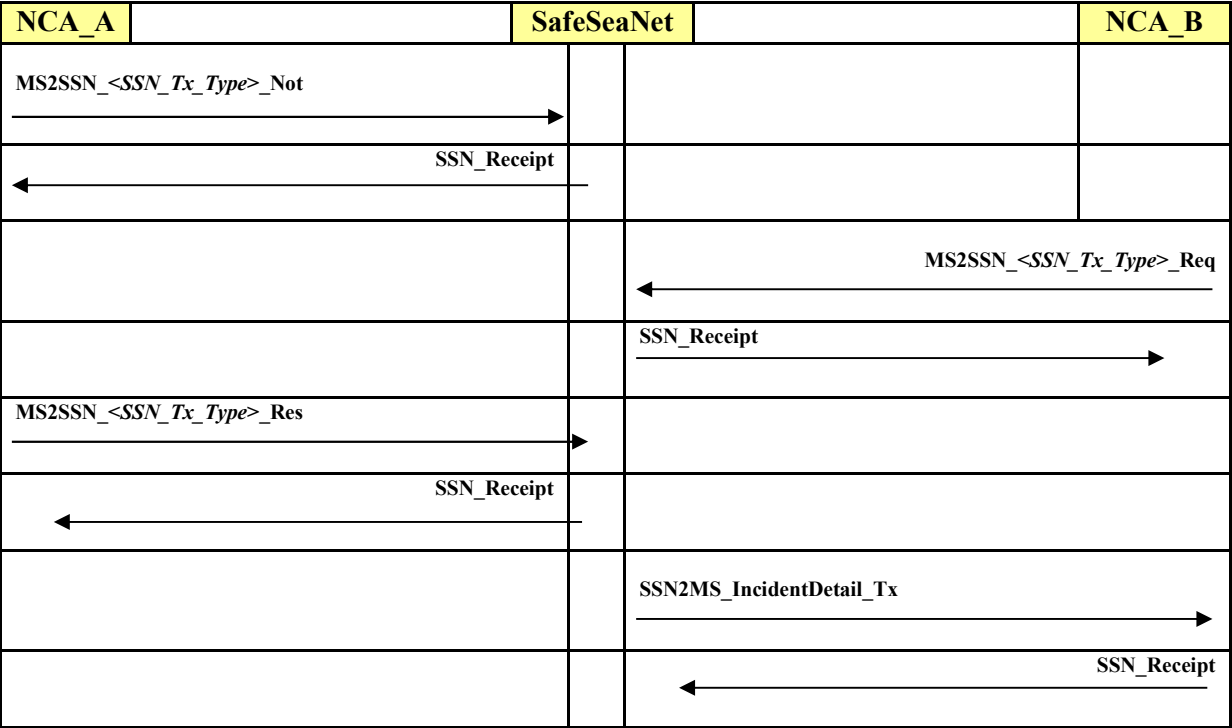 NCA_A SafeSeaNet NCA_B
MS2SSN_<SSN_Tx_Type>_Not
SSN_Receipt
MS2SSN_<SSN_Tx_Type>_Req
SSN_Receipt
MS2SSN_<SSN_Tx_Type>_Res
SSN_Receipt
SSN2MS_IncidentDetail_Tx
SSN_Receipt